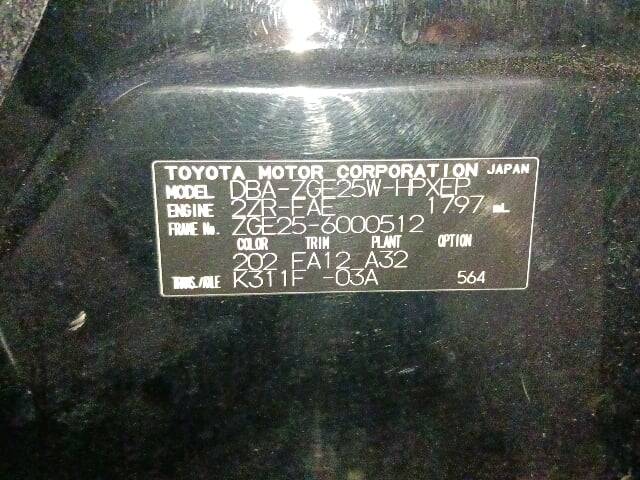 TOYOTA MOTOR CORPORATION JAPAN
MODEL DBA-ZGE25W-HPXEP
ENGINE 2ZR-FAE 1797 mL
FRAME No. ZGE25-6000512
COLOR TRIM PLANT OPTION
202 FA12 A32
TRANS./AXLE K311F -03A 564